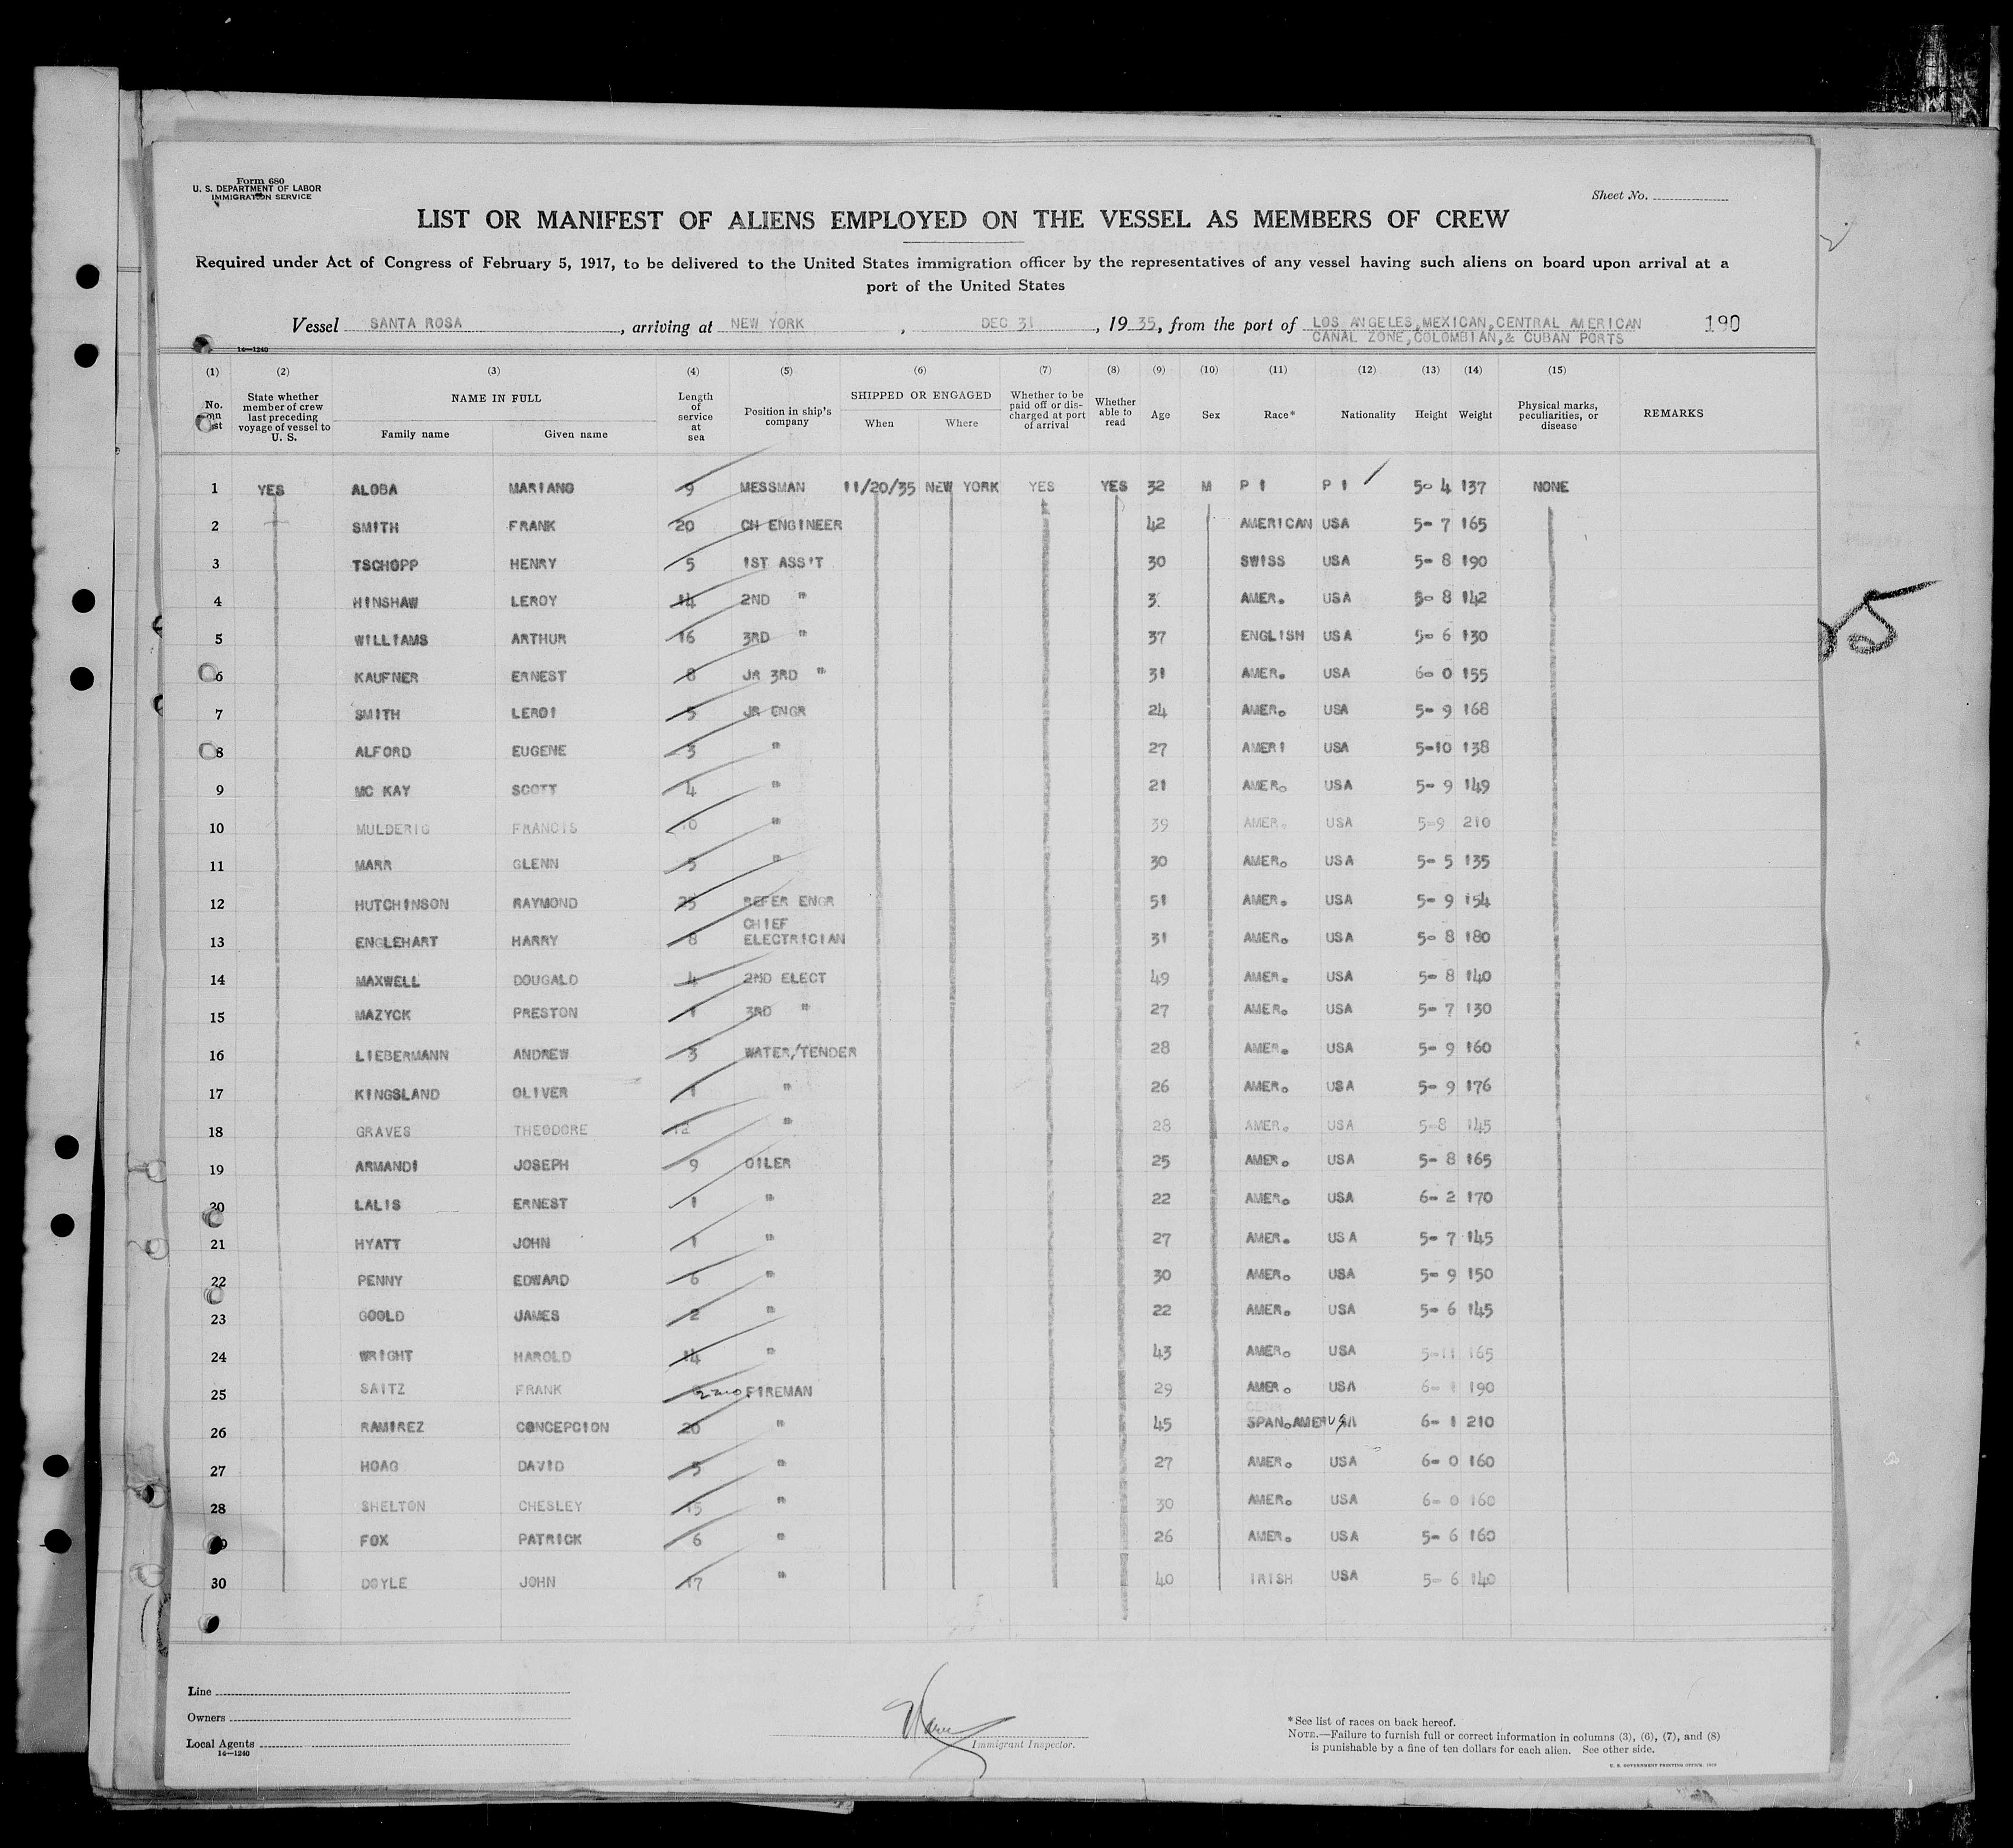 Form 680
U. S. DEPARTMENT OF LABOR
IMMIGRATION SERVICE
Sheet No.
LIST OR MANIFEST OF ALIENS EMPLOYED ON THE VESSEL AS MEMBERS OF CREW
Required under Act of Congress of February 5, 1917, to be delivered to the United States immigration officer by the representatives of any vessel having such aliens on board upon arrival at a
port of the United States
Vessel SANTA ROSA, arriving at NEW YORK, DEC 31, 1935, from the port of LOS ANGELES,MEXICAN,CENTRAL AMERICAN 190
CANAL ZONE,COLOMBIAN,& CUBAN PORTS
14—1240
(1) (2) (3) (4) (5) (6) (7) (8) (9) (10) (11) (12) (13) (14) (15)
No. on list State whether member of crew last preceding voyage of vessel to U. S. NAME IN FULL Family name Given name Length of service at sea Position in ship's company SHIPPED OR ENGAGED When Where Whether to be paid off or discharged at port of arrival Whether able to read Age Sex Race* Nationality Height Weight Physical marks, peculiarities, or disease REMARKS
1 YES ALOBA MARIANO 9 MESSMAN 11/20/35 NEW YORK YES YES 32 M P I P I 5-4 137 NONE
2 SMITH FRANK 20 CH ENGINEER 42 AMERICAN USA 5-7 165
3 TSCHOPP HENRY 5 1ST ASS'T 30 SWISS USA 5-8 190
4 HINSHAW LEROY 14 2ND " 3 AMER. USA 5-8 142
5 WILLIAMS ARTHUR 16 3RD " 37 ENGLISH USA 5-6 130
6 KAUFNER ERNEST 8 JR 3RD " 31 AMER. USA 6-0 155
7 SMITH LEROI 5 JR ENGR 24 AMER. USA 5-9 168
8 ALFORD EUGENE 3 " 27 AMERI USA 5-10 138
9 MC KAY SCOTT 4 " 21 AMER. USA 5-9 149
10 MULDERIG FRANCIS 10 " 39 AMER. USA 5-9 210
11 MARR GLENN 5 " 30 AMER. USA 5-5 135
12 HUTCHINSON RAYMOND 25 REFER ENGR 51 AMER. USA 5-9 154
13 ENGLEHART HARRY 8 CHIEF ELECTRICIAN 31 AMER. USA 5-8 180
14 MAXWELL DOUGALD 4 2ND ELECT 49 AMER. USA 5-8 140
15 MAZYCK PRESTON 1 3RD " 27 AMER. USA 5-7 130
16 LIEBERMANN ANDREW 3 WATER/TENDER 28 AMER. USA 5-9 160
17 KINGSLAND OLIVER 1 " 26 AMER. USA 5-9 176
18 GRAVES THEODORE 12 " 28 AMER. USA 5-8 145
19 ARMANDI JOSEPH 9 OILER 25 AMER. USA 5-8 165
20 LALIS ERNEST 1 " 22 AMER. USA 6-2 170
21 HYATT JOHN 1 " 27 AMER. USA 5-7 145
22 PENNY EDWARD 6 " 30 AMER. USA 5-9 150
23 GOOLD JAMES 2 " 22 AMER. USA 5-6 145
24 WRIGHT HAROLD 14 " 43 AMER. USA 5-11 165
25 SAITZ FRANK 2 mo. FIREMAN 29 AMER. USA 6-1 190
26 RAMIREZ CONCEPCION 20 " 45 SPAN.AMER USA 6-1 210
27 HOAG DAVID 5 " 27 AMER. USA 6-0 160
28 SHELTON CHESLEY 15 " 30 AMER. USA 6-0 160
FOX PATRICK 6 " 26 AMER. USA 5-6 160
30 DOYLE JOHN 17 " 40 IRISH USA 5-6 140
Line
Owners
Local Agents
14—1240
Immigrant Inspector.
*See list of races on back hereof.
NOTE.—Failure to furnish full or correct information in columns (3), (6), (7), and (8)
is punishable by a fine of ten dollars for each alien. See other side.
U. S. GOVERNMENT PRINTING OFFICE